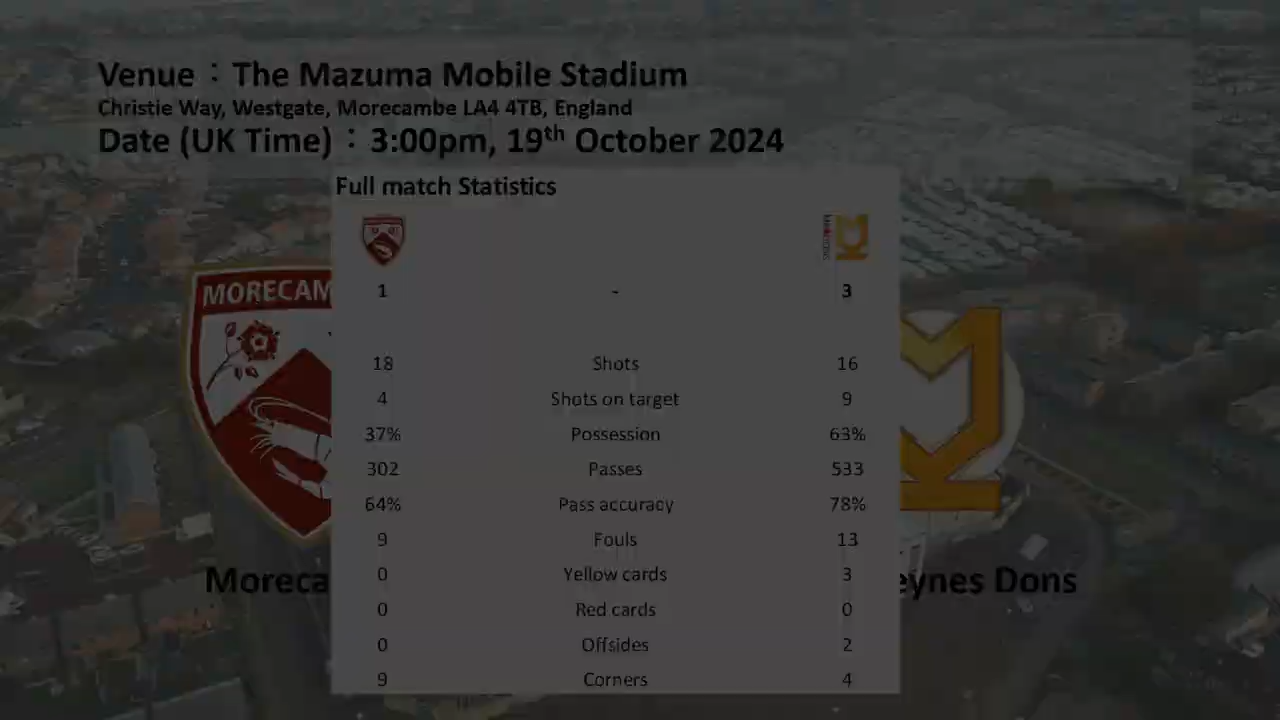 Venue：The Mazuma Mobile Stadium
Christie Way, Westgate, Morecambe LA4 4TB, England
Date (UK Time)：3:00pm, 19th October 2024
Full match Statistics
1 - 3
18 Shots 16
4 Shots on target 9
37% Possession 63%
302 Passes 533
64% Pass accuracy 78%
9 Fouls 13
0 Yellow cards 3
0 Red cards 0
0 Offsides 2
9 Corners 4
MORECAM
Moreca
eynes Dons